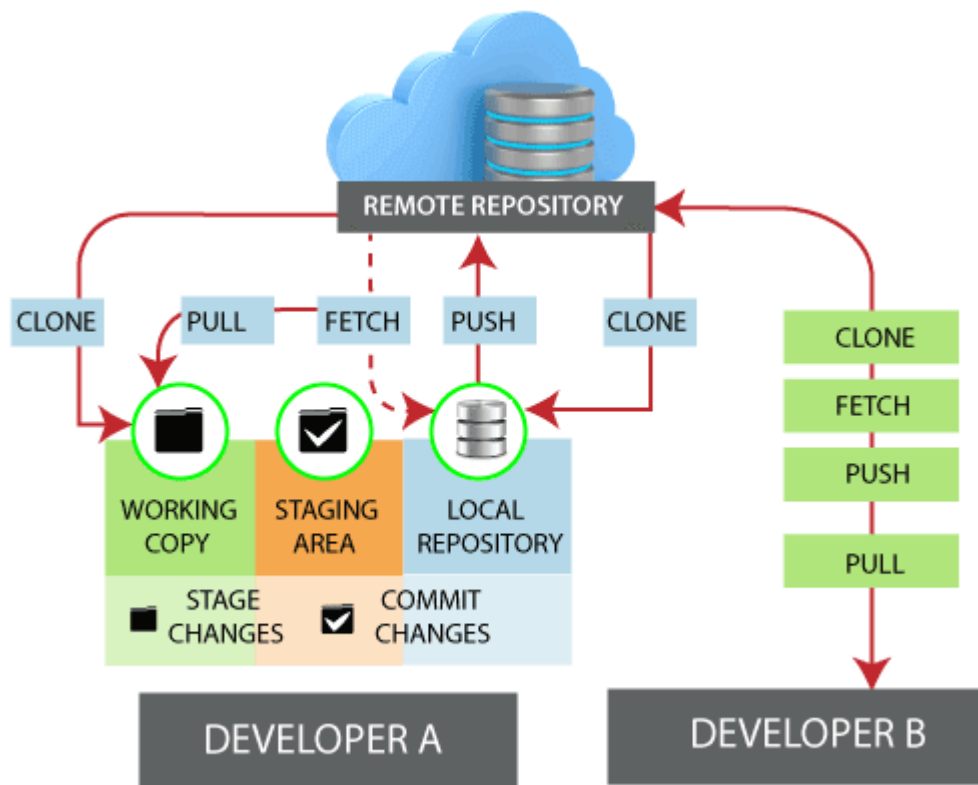 REMOTE REPOSITORY
CLONE
PULL
FETCH
PUSH
CLONE
WORKING
COPY
STAGING
AREA
LOCAL
REPOSITORY
STAGE
CHANGES
COMMIT
CHANGES
DEVELOPER A
CLONE
FETCH
PUSH
PULL
DEVELOPER B